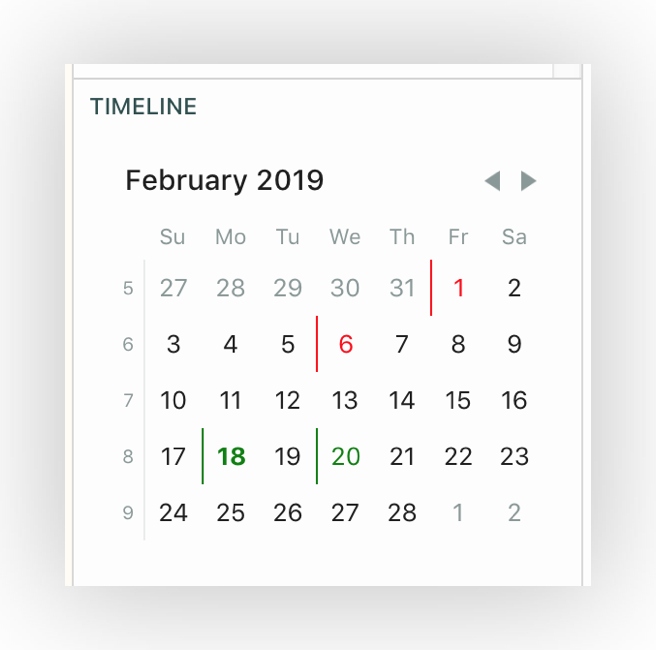 TIMELINE
February 2019
Su Mo Tu We Th Fr Sa
5 27 28 29 30 31 1 2
6 3 4 5 6 7 8 9
7 10 11 12 13 14 15 16
8 17 18 19 20 21 22 23
9 24 25 26 27 28 1 2